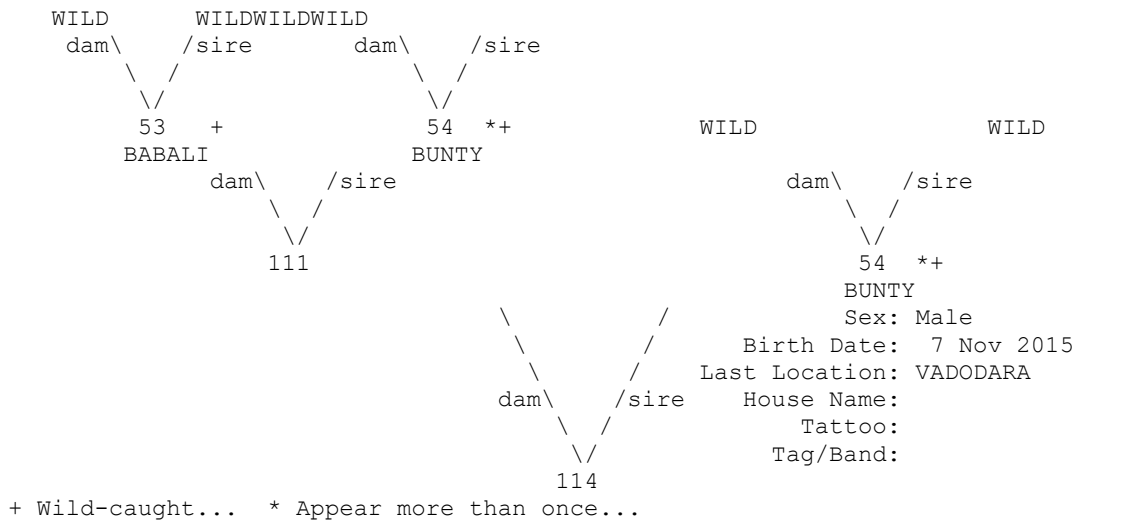 WILD WILDWILDWILD
dam\ /sire dam\ /sire
\ / \ /
\/ \/
53 + 54 *+ WILD WILD
BABALI BUNTY
dam\ /sire dam\ /sire
\ / \ /
\/ \/
111 54 *+
BUNTY
\ / Sex: Male
\ / Birth Date: 7 Nov 2015
\ / Last Location: VADODARA
dam\ /sire House Name:
\ / Tattoo:
\/ Tag/Band:
114
+ Wild-caught... * Appear more than once...